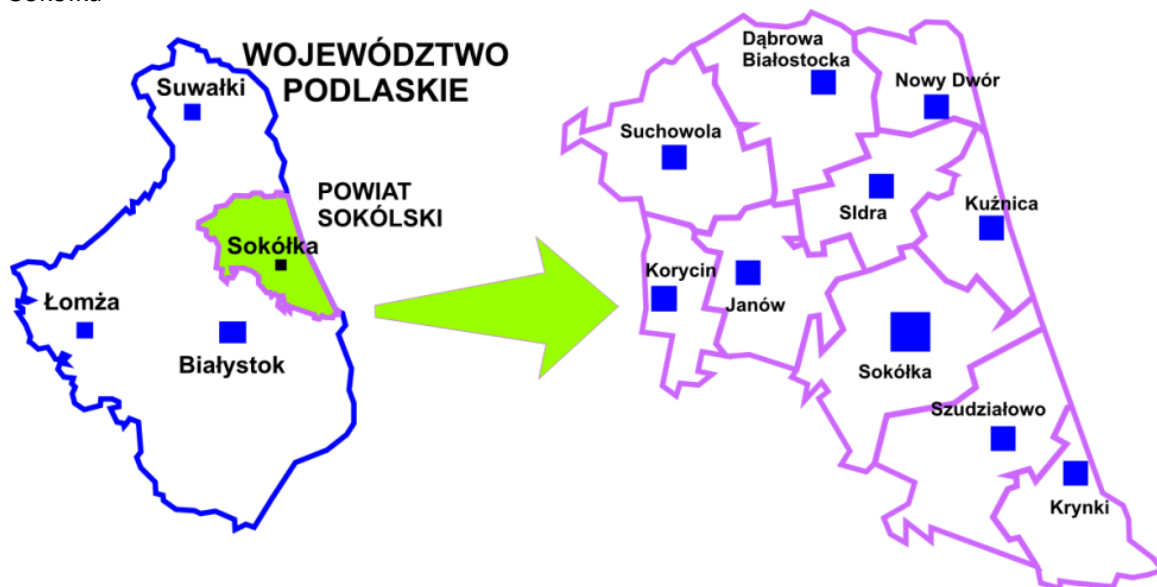 WOJEWÓDZTWO
PODLASKIE
Suwałki
POWIAT
SOKÓLSKI
Sokółka
Łomża
Białystok
Dąbrowa
Białostocka
Nowy Dwór
Suchowola
Sldra
Kuźnica
Korycin
Janów
Sokółka
Szudziałowo
Krynki